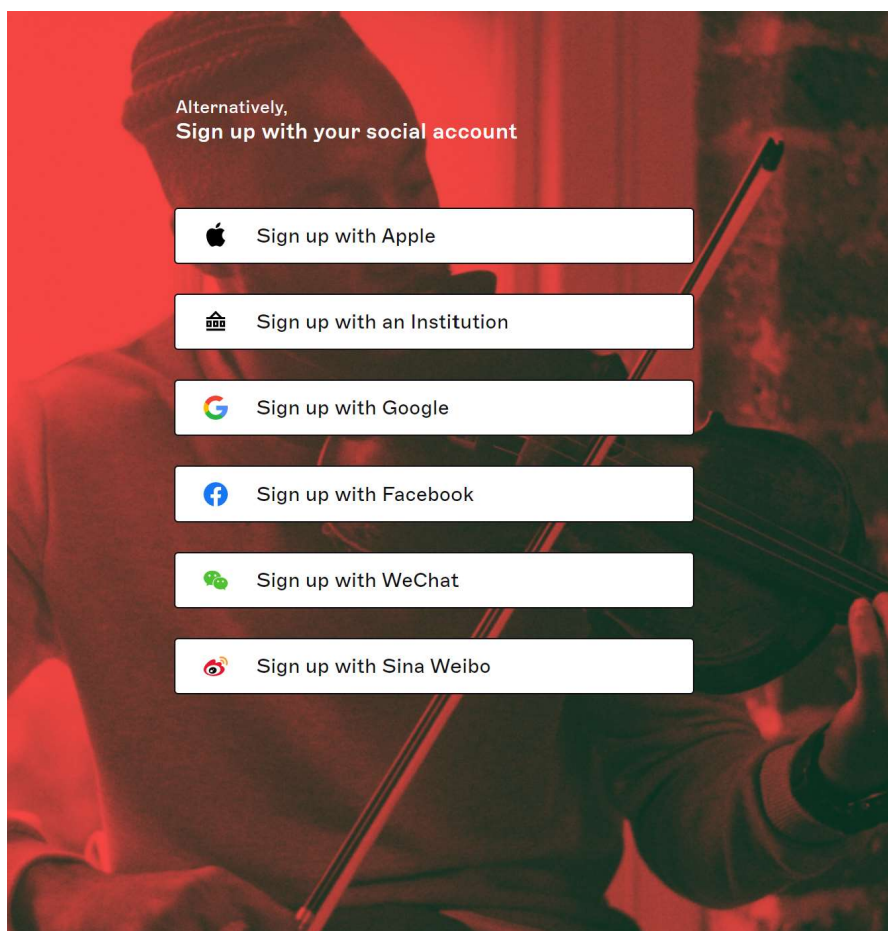 Alternatively,
Sign up with your social account
Sign up with Apple
Sign up with an Institution
Sign up with Google
Sign up with Facebook
Sign up with WeChat
Sign up with Sina Weibo